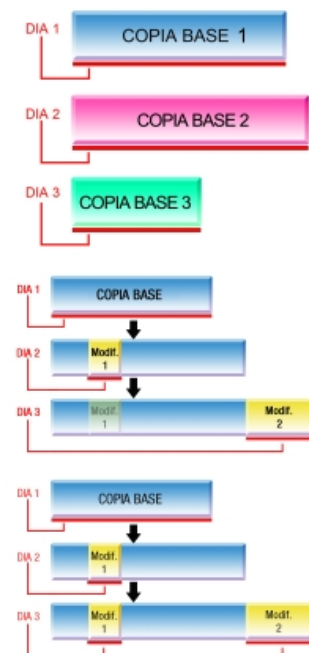 DIA 1
COPIA BASE 1
DIA 2
COPIA BASE 2
DIA 3
COPIA BASE 3
DIA 1
COPIA BASE
DIA 2
Modif.
1
DIA 3
Modif.
1
Modif.
2
DIA 1
COPIA BASE
DIA 2
Modif.
1
DIA 3
Modif.
1
Modif.
2